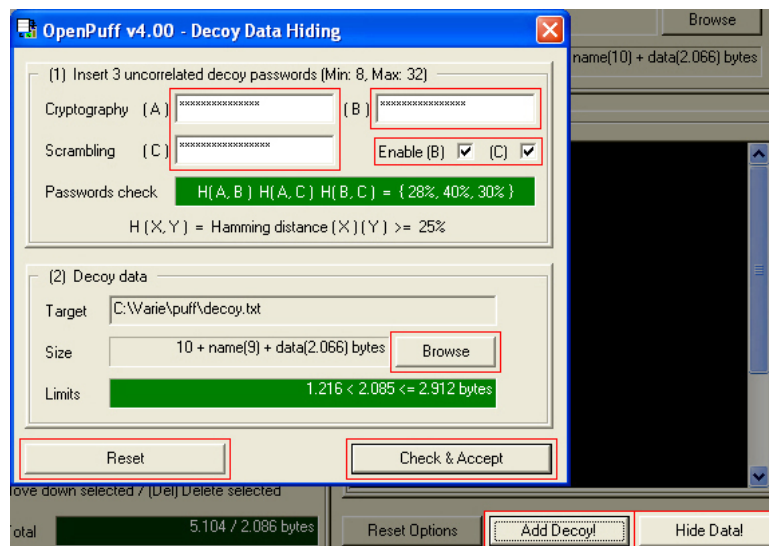 OpenPuff v4.00 - Decoy Data Hiding
Browse
name(10) + data(2.066) bytes
(1) Insert 3 uncorrelated decoy passwords (Min: 8, Max: 32)
Cryptography (A) *************** (B) ****************
Scrambling (C) ***************** Enable (B) (C)
Passwords check H(A, B) H(A, C) H(B, C) = { 28%, 40%, 30% }
H (X, Y) = Hamming distance (X)(Y) >= 25%
(2) Decoy data
Target C:\Varie\puff\decoy.txt
Size 10 + name(9) + data(2.066) bytes Browse
Limits 1.216 < 2.085 <= 2.912 bytes
Reset Check & Accept
down selected / (Del) Delete selected
5.104 / 2.086 bytes Reset Options Add Decoy! Hide Data!